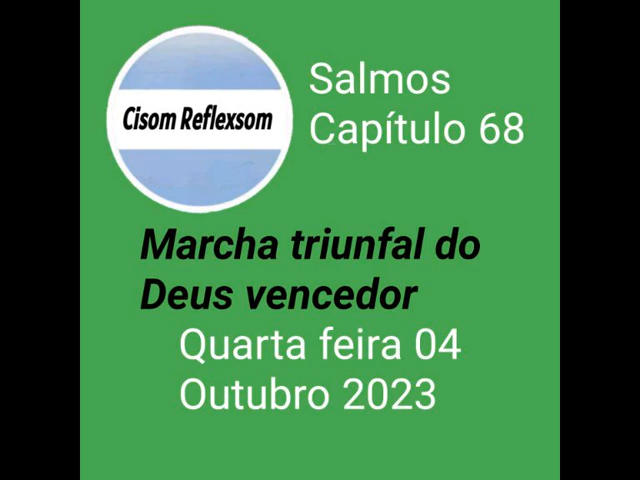 Cisom Reflexsom
Salmos
Capítulo 68
Marcha triunfal do
Deus vencedor
Quarta feira 04
Outubro 2023